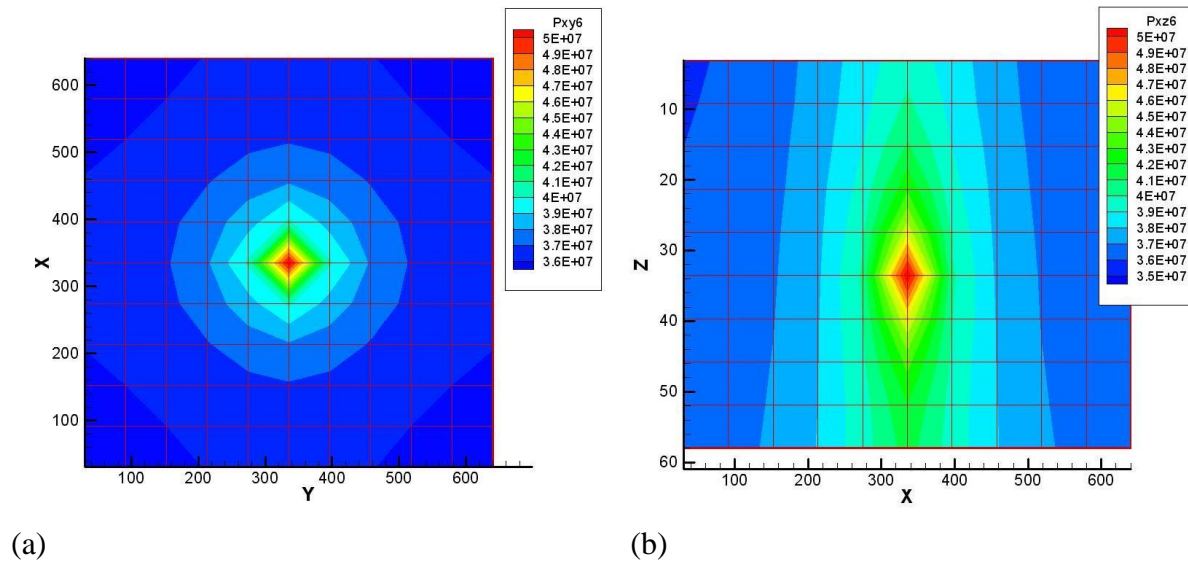 Pxy6
5E+07
4.9E+07
4.8E+07
4.7E+07
4.6E+07
4.5E+07
4.4E+07
4.3E+07
4.2E+07
4.1E+07
4E+07
3.9E+07
3.8E+07
3.7E+07
3.6E+07
600
500
400
300
200
100
X
100 200 300 400 500 600
Y
(a)
Pxz6
5E+07
4.9E+07
4.8E+07
4.7E+07
4.6E+07
4.5E+07
4.4E+07
4.3E+07
4.2E+07
4.1E+07
4E+07
3.9E+07
3.8E+07
3.7E+07
3.6E+07
3.5E+07
10
20
30
40
50
60
Z
100 200 300 400 500 600
X
(b)